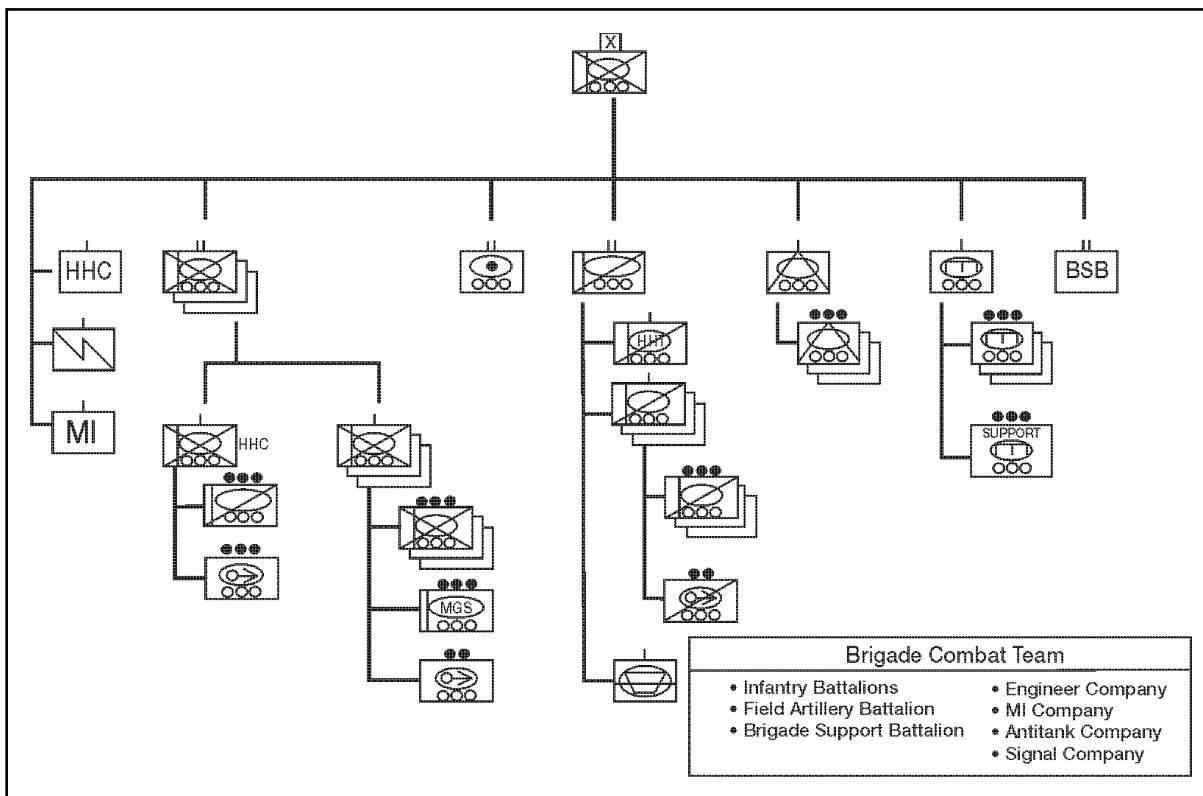 X
HHC
BSB
HHT
MI
HHC
SUPPORT
MGS
Brigade Combat Team
• Infantry Battalions
• Field Artillery Battalion
• Brigade Support Battalion
• Engineer Company
• MI Company
• Antitank Company
• Signal Company